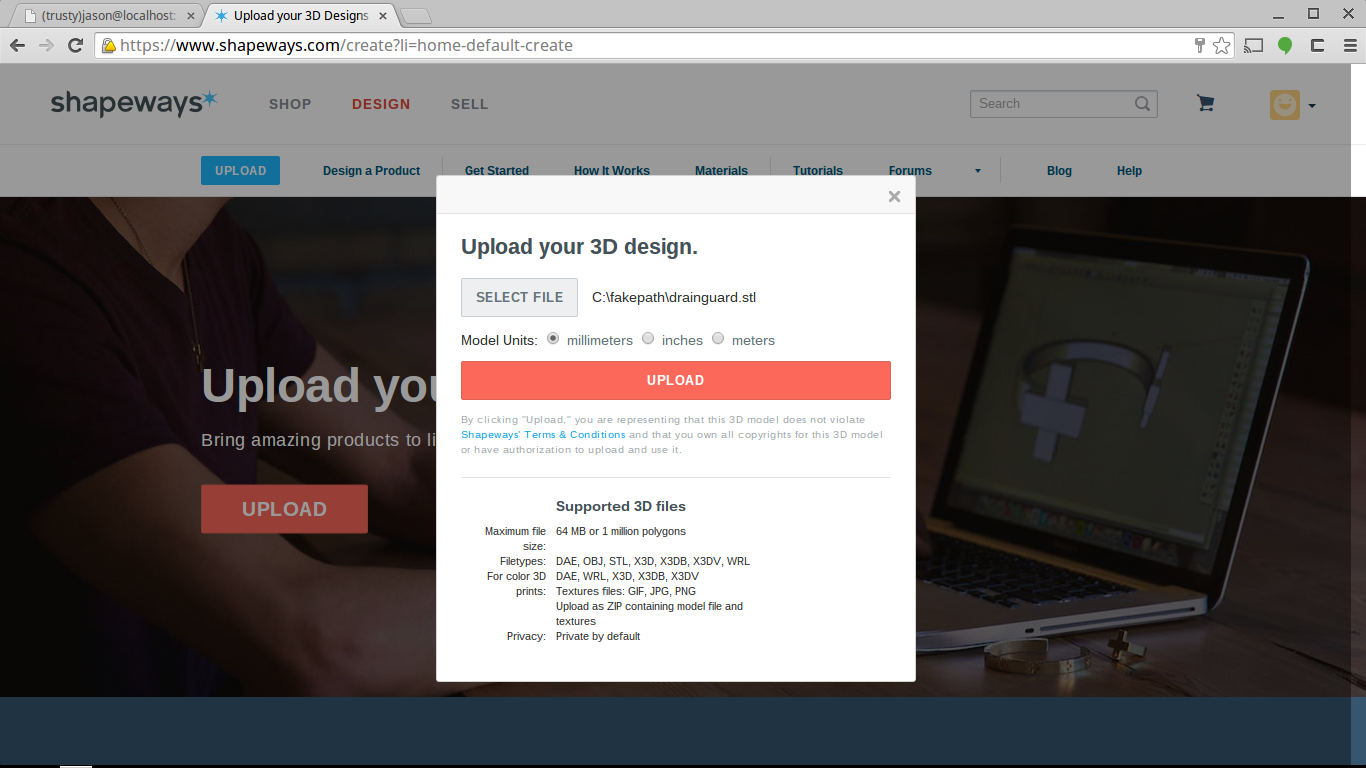 (trusty)jason@localhost:
Upload your 3D Designs
https://www.shapeways.com/create?li=home-default-create
shapeways
SHOP
DESIGN
SELL
Search
UPLOAD
Design a Product
Get Started
How It Works
Materials
Tutorials
Forums
Blog
Help
Upload you
Bring amazing products to li
UPLOAD
Upload your 3D design.
SELECT FILE
C:\fakepath\drainguard.stl
Model Units: millimeters inches meters
UPLOAD
By clicking "Upload," you are representing that this 3D model does not violate
Shapeways' Terms & Conditions and that you own all copyrights for this 3D model
or have authorization to upload and use it.
Supported 3D files
Maximum file size: 64 MB or 1 million polygons
Filetypes: DAE, OBJ, STL, X3D, X3DB, X3DV, WRL
For color 3D prints: DAE, WRL, X3D, X3DB, X3DV
Textures files: GIF, JPG, PNG
Upload as ZIP containing model file and
textures
Privacy: Private by default